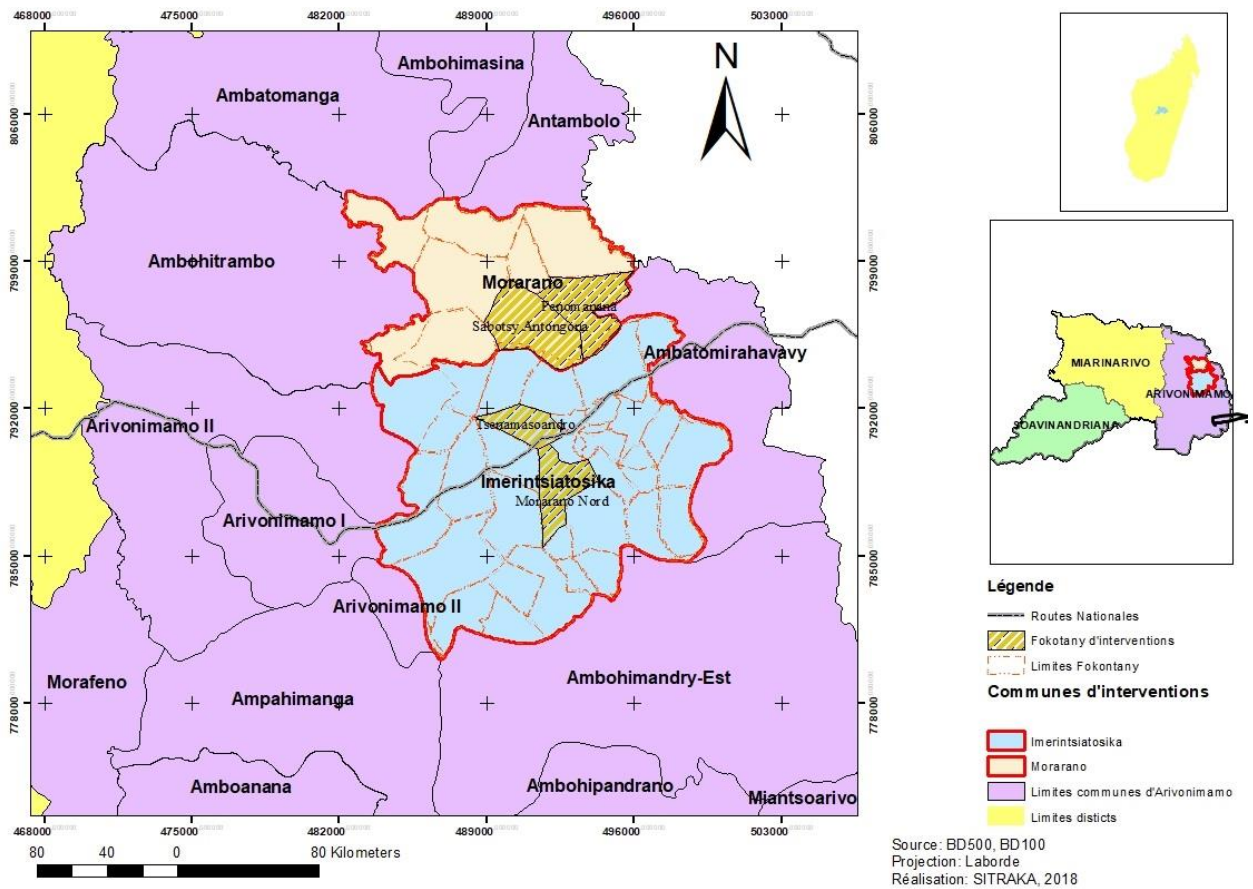 468000 475000 482000 489000 496000 503000
806000
799000
792000
785000
778000
Ambohimasina
Ambatomanga
Antambolo
N
Ambohitrambo
Morarano
Penomanana
Sabotsy Antongona
Ambatomirahavavy
Arivonimamo II
Tsenamasoandro
Imerintsiatosika
Morarano Nord
Arivonimamo I
Arivonimamo II
Morafeno
Ampahimanga
Ambohimandry-Est
Amboanana
Ambohipandrano
Miantsoarivo
806000
799000
792000
785000
778000
468000 475000 482000 489000 496000 503000
80 40 0 80 Kilometers
MIARINARIVO
ARIVONIMAMO
SOAVINANDRIANA
Légende
Routes Nationales
Fokotany d'interventions
Limites Fokontany
Communes d'interventions
Imerintsiatosika
Morarano
Limites communes d'Arivonimamo
Limites disticts
Source: BD500, BD100
Projection: Laborde
Réalisation: SITRAKA, 2018